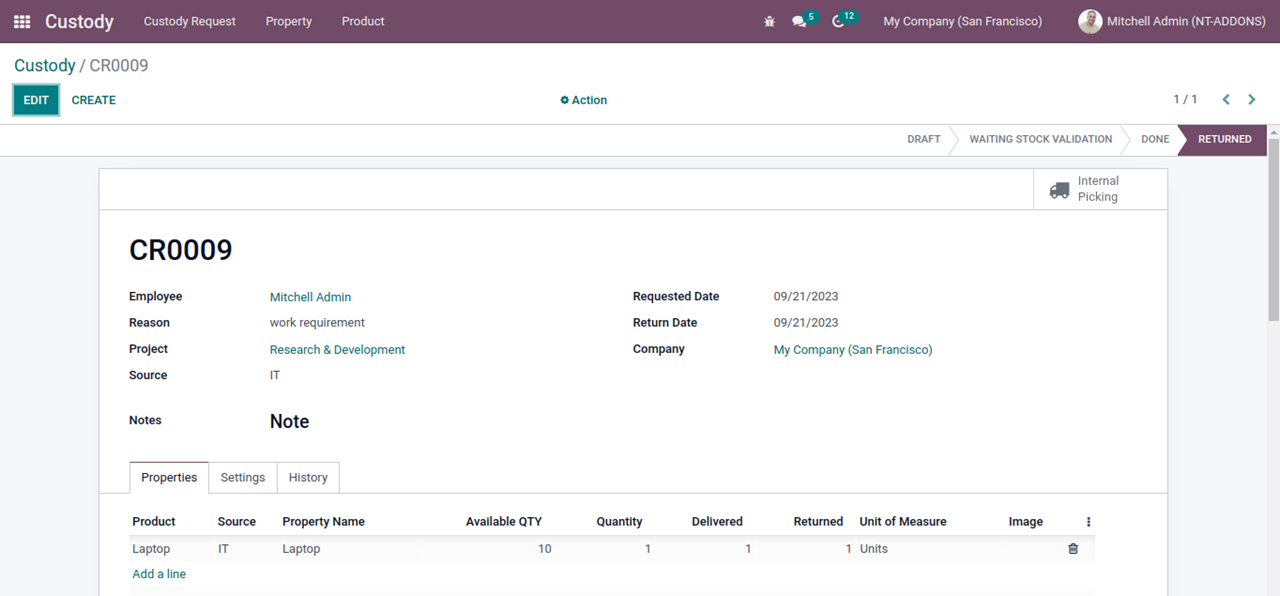 Custody Custody Request Property Product 5 12 My Company (San Francisco) Mitchell Admin (NT-ADDONS)
Custody / CR0009
EDIT CREATE Action 1 / 1
DRAFT WAITING STOCK VALIDATION DONE RETURNED
Internal
Picking
CR0009
Employee Mitchell Admin Requested Date 09/21/2023
Reason work requirement Return Date 09/21/2023
Project Research & Development Company My Company (San Francisco)
Source IT
Notes Note
Properties Settings History
Product Source Property Name Available QTY Quantity Delivered Returned Unit of Measure Image
Laptop IT Laptop 10 1 1 1 Units
Add a line